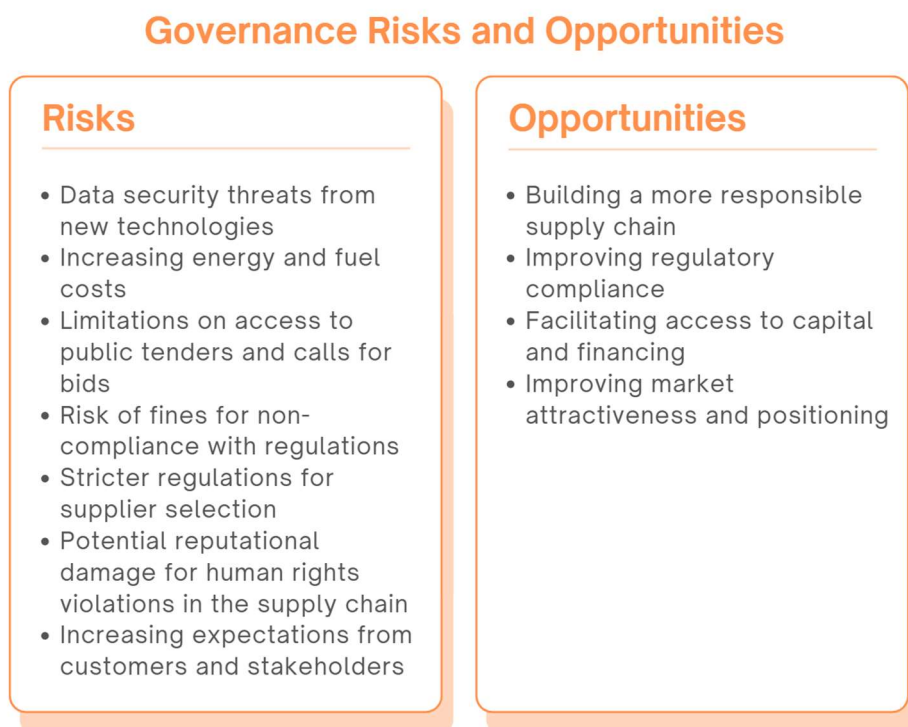 Governance Risks and Opportunities
Risks
• Data security threats from
new technologies
• Increasing energy and fuel
costs
• Limitations on access to
public tenders and calls for
bids
• Risk of fines for non-
compliance with regulations
• Stricter regulations for
supplier selection
• Potential reputational
damage for human rights
violations in the supply chain
• Increasing expectations from
customers and stakeholders
Opportunities
• Building a more responsible
supply chain
• Improving regulatory
compliance
• Facilitating access to capital
and financing
• Improving market
attractiveness and positioning